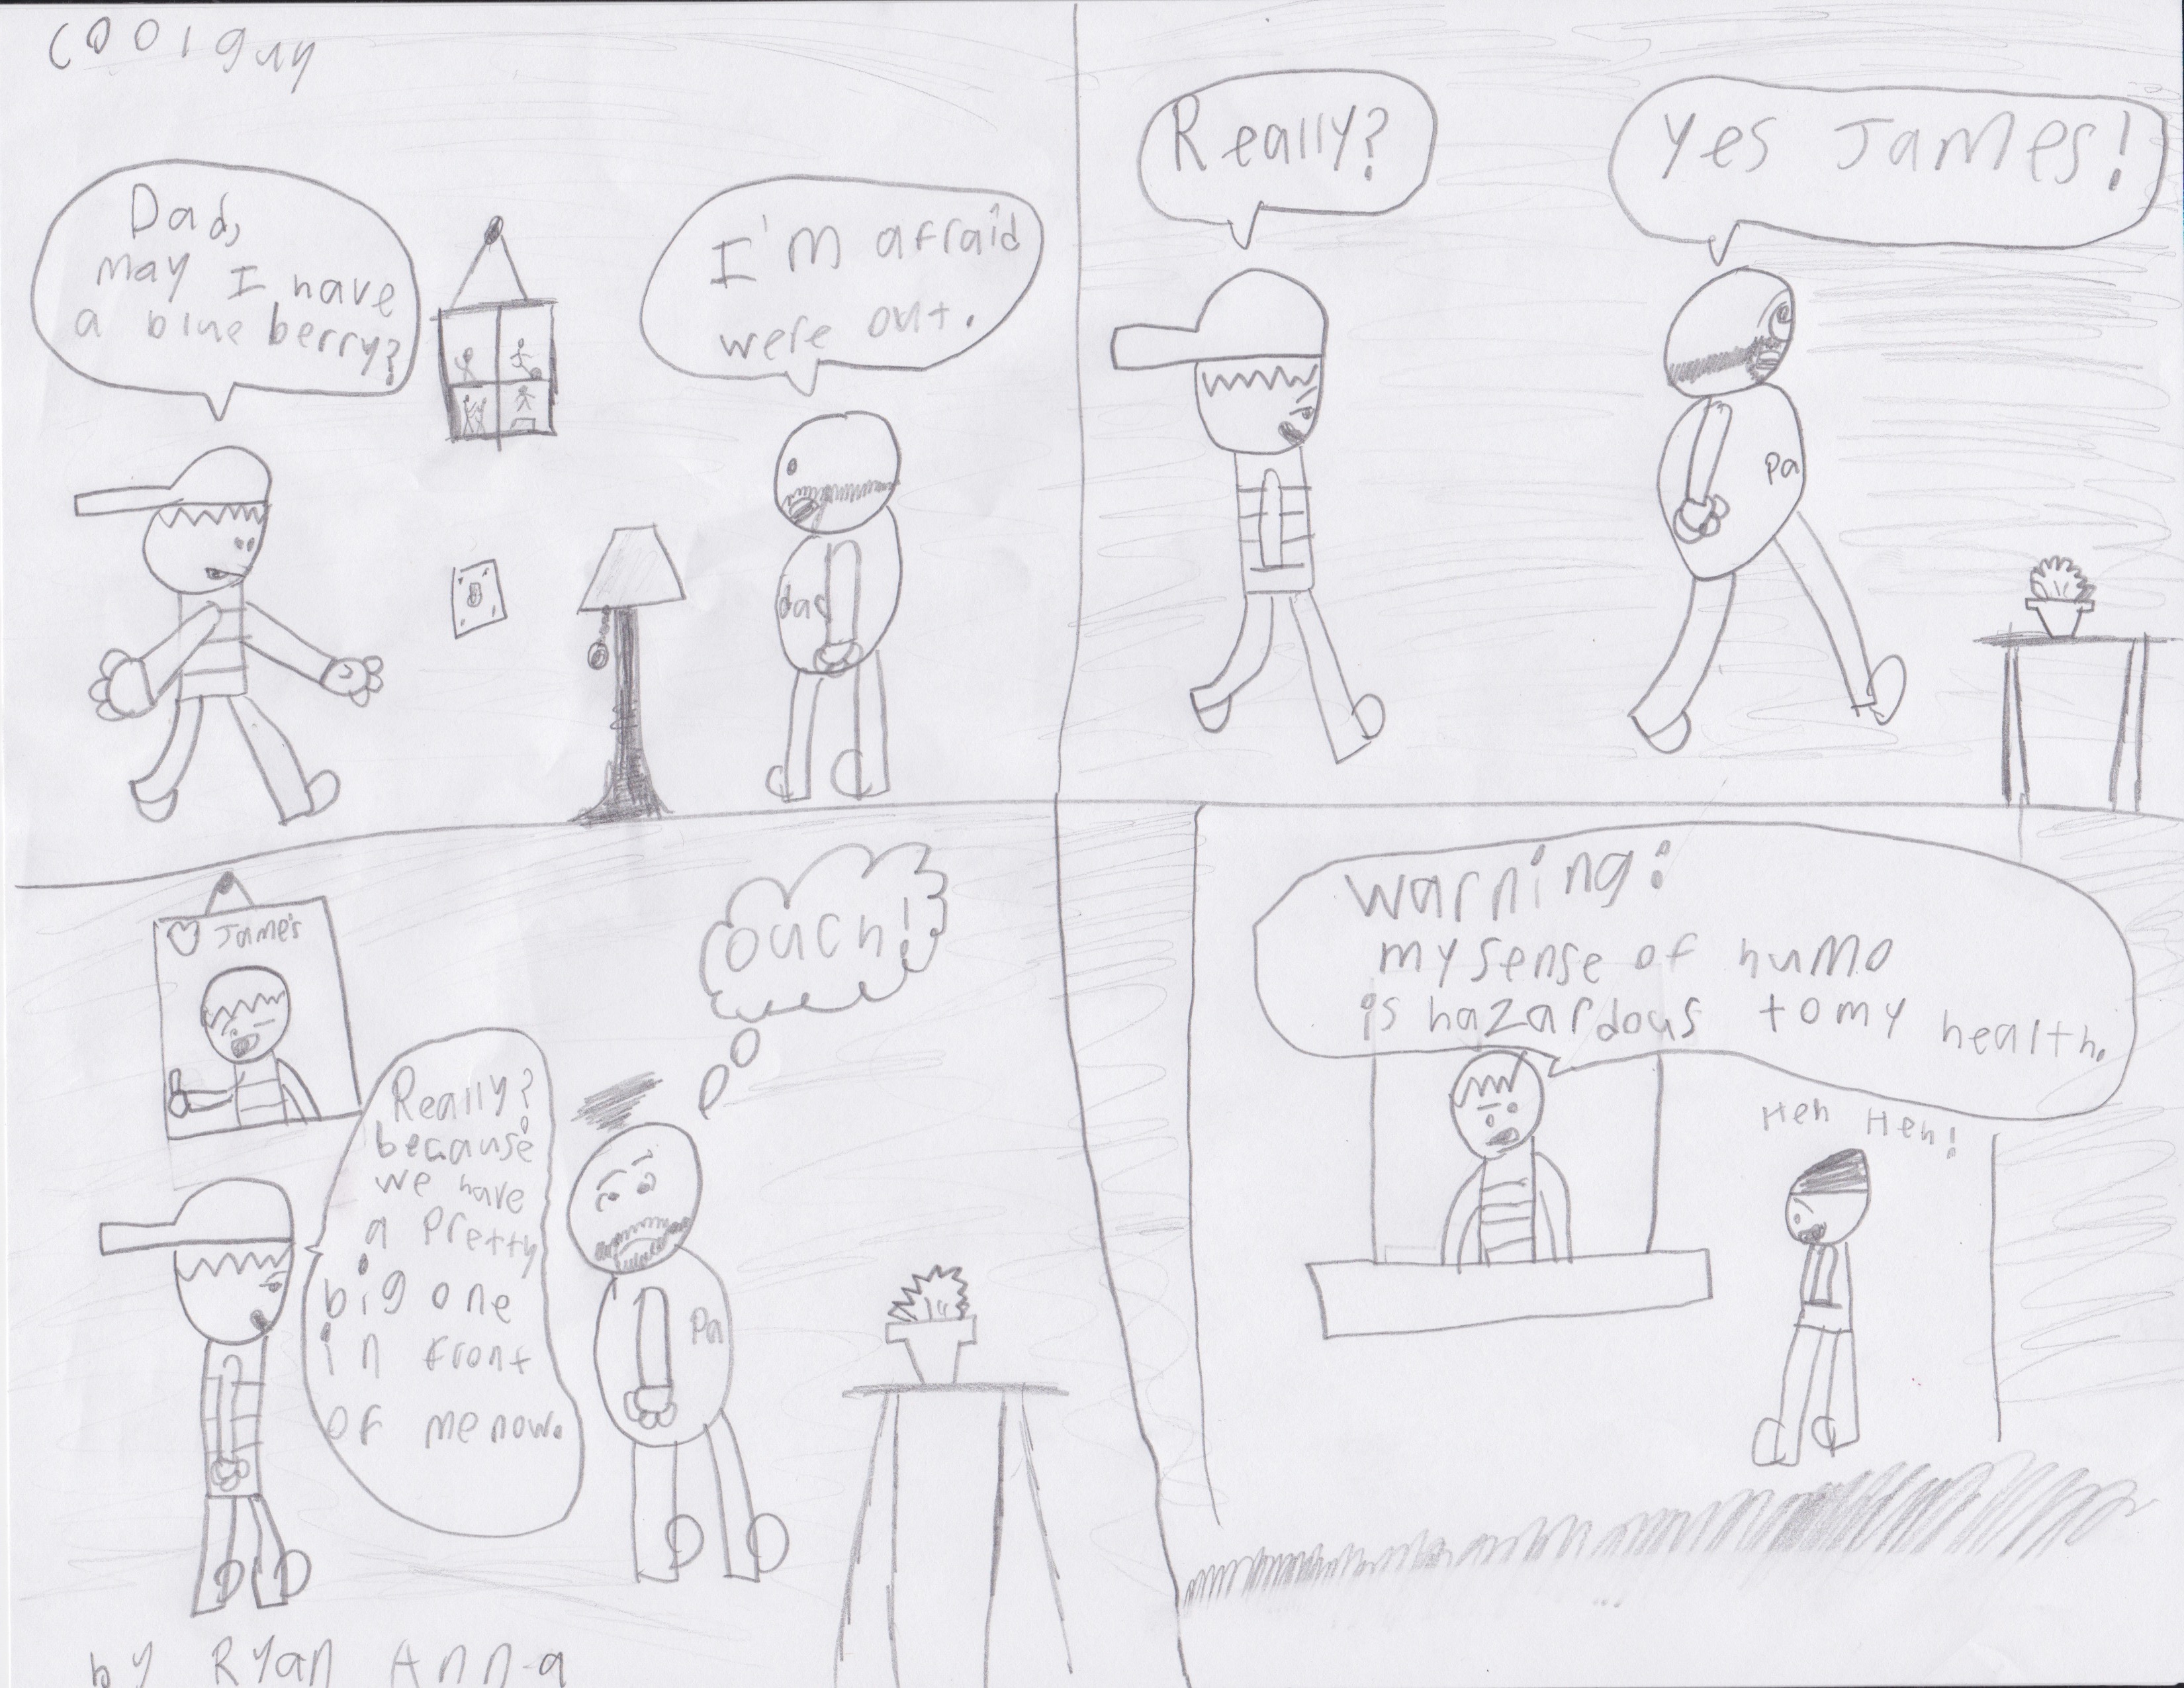 cool guy
Dad,
may I have
a blue berry?
I'm afraid
were out.
dad
Really?
Yes James!
Pa
James
ouch!
Really?
because
we have
a Pretty
big one
in front
of me now.
Pa
Warning:
my sense of humo
is hazardous to my health.
Heh Heh!
by Ryan Anna